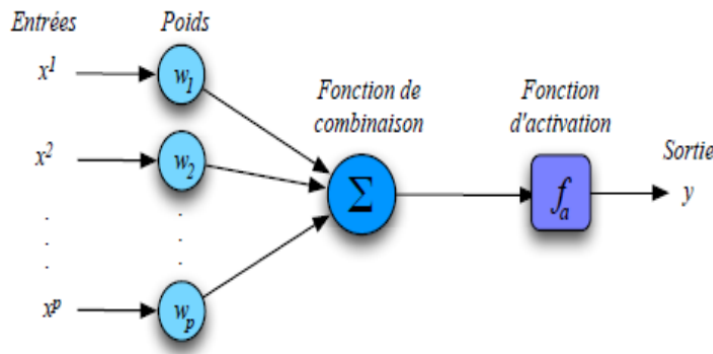 Entrées
Poids
x¹
w₁
Fonction de
combinaison
Fonction
d'activation
x²
w₂
Σ
fₐ
Sortie
y
xᵖ
wₚ